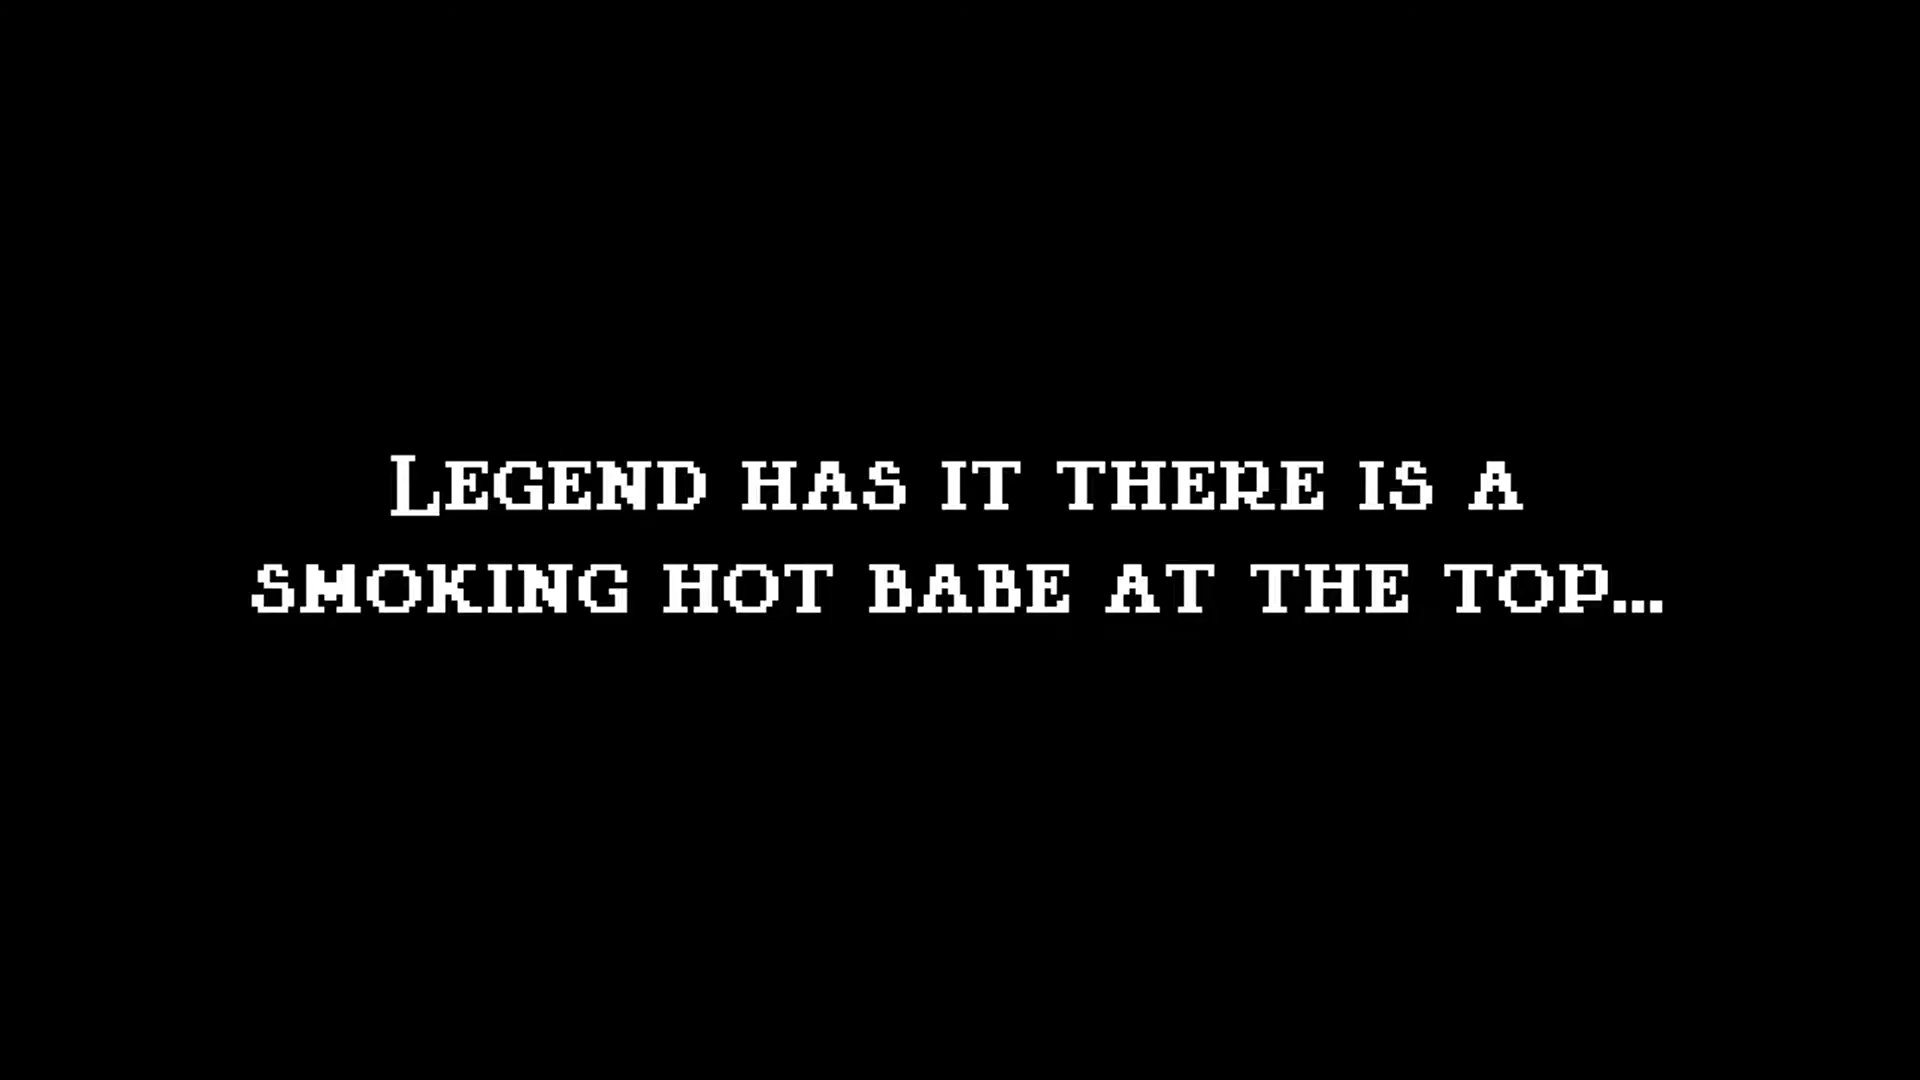 Legend has it there is a
smoking hot babe at the top...